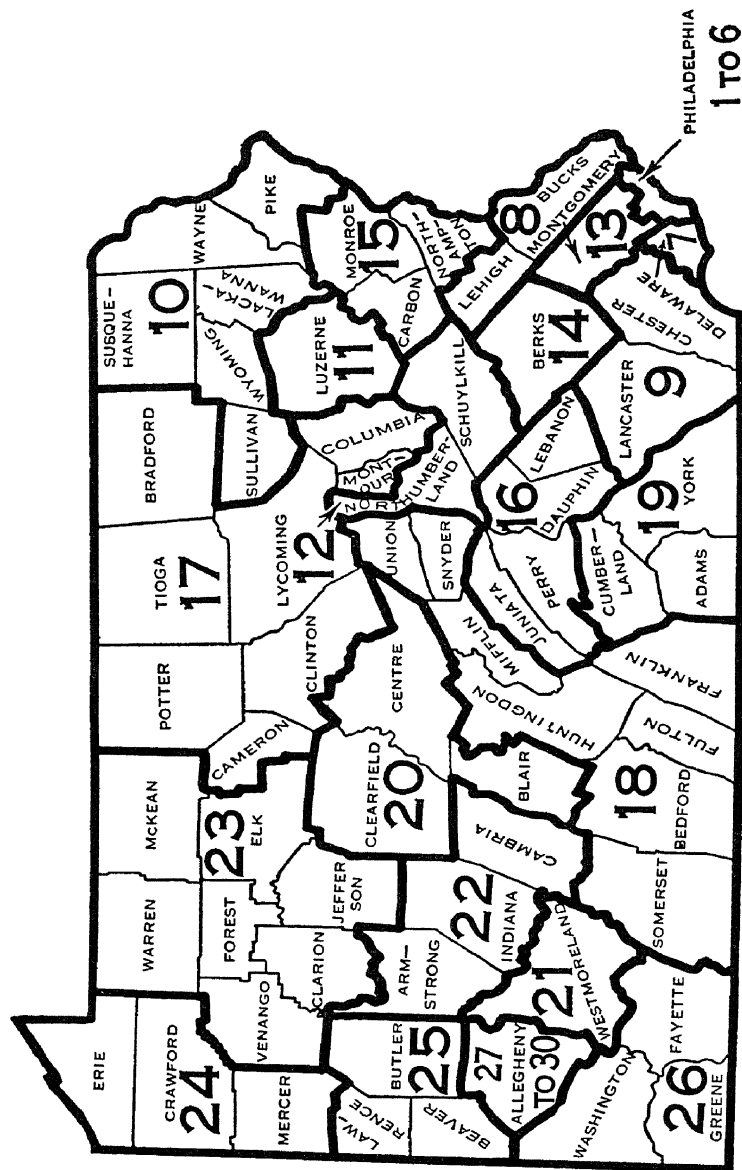 ERIE
CRAWFORD
24
MERCER
VENANGO
WARREN
McKEAN
FOREST
23
ELK
CAMERON
CLARION
JEFFER
SON
POTTER
TIOGA
17
BRADFORD
LYCOMING
12
CLINTON
SULLIVAN
SUSQUE-
HANNA
10
WAYNE
WYOMING
LACKA-
WANNA
PIKE
LUZERNE
11
MONROE
15
CARBON
NORTH-
AMP-
TON
COLUMBIA
MONT-
OUR
NORTHUMBER-
LAND
UNION
SNYDER
SCHUYLKILL
LEHIGH
8
BUCKS
MONTGOMERY
13
PHILADELPHIA
1 TO 6
7
DELAWARE
CHESTER
BERKS
14
LANCASTER
9
LEBANON
16
DAUPHIN
19
YORK
ADAMS
CUMBER-
LAND
PERRY
JUNIATA
MIFFLIN
CENTRE
CLEARFIELD
20
HUNTINGDON
BLAIR
FRANKLIN
FULTON
18
BEDFORD
SOMERSET
CAMBRIA
22
INDIANA
ARM-
STRONG
BUTLER
25
LAW-
RENCE
BEAVER
27
ALLEGHENY
TO 30
21
WESTMORELAND
WASHINGTON
FAYETTE
26
GREENE